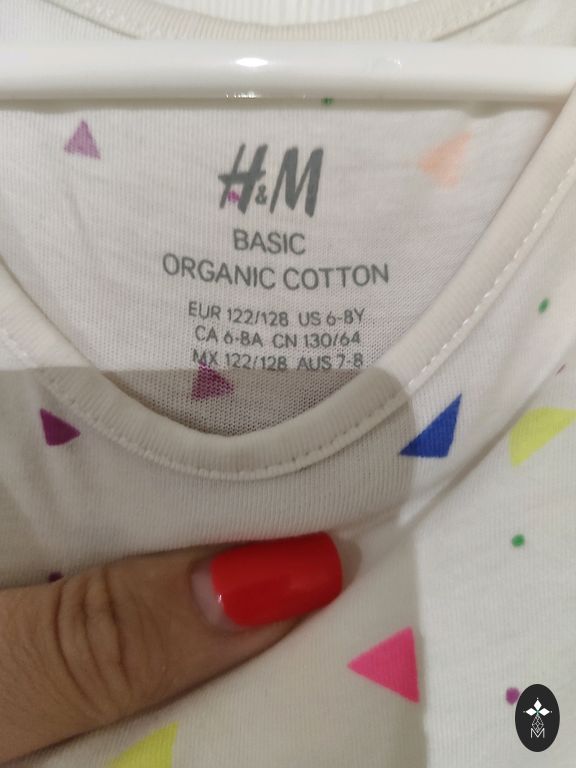 H&M
BASIC
ORGANIC COTTON
EUR 122/128 US 6-8Y
CA 6-8A CN 130/64
MX 122/128 AUS 7-8
M